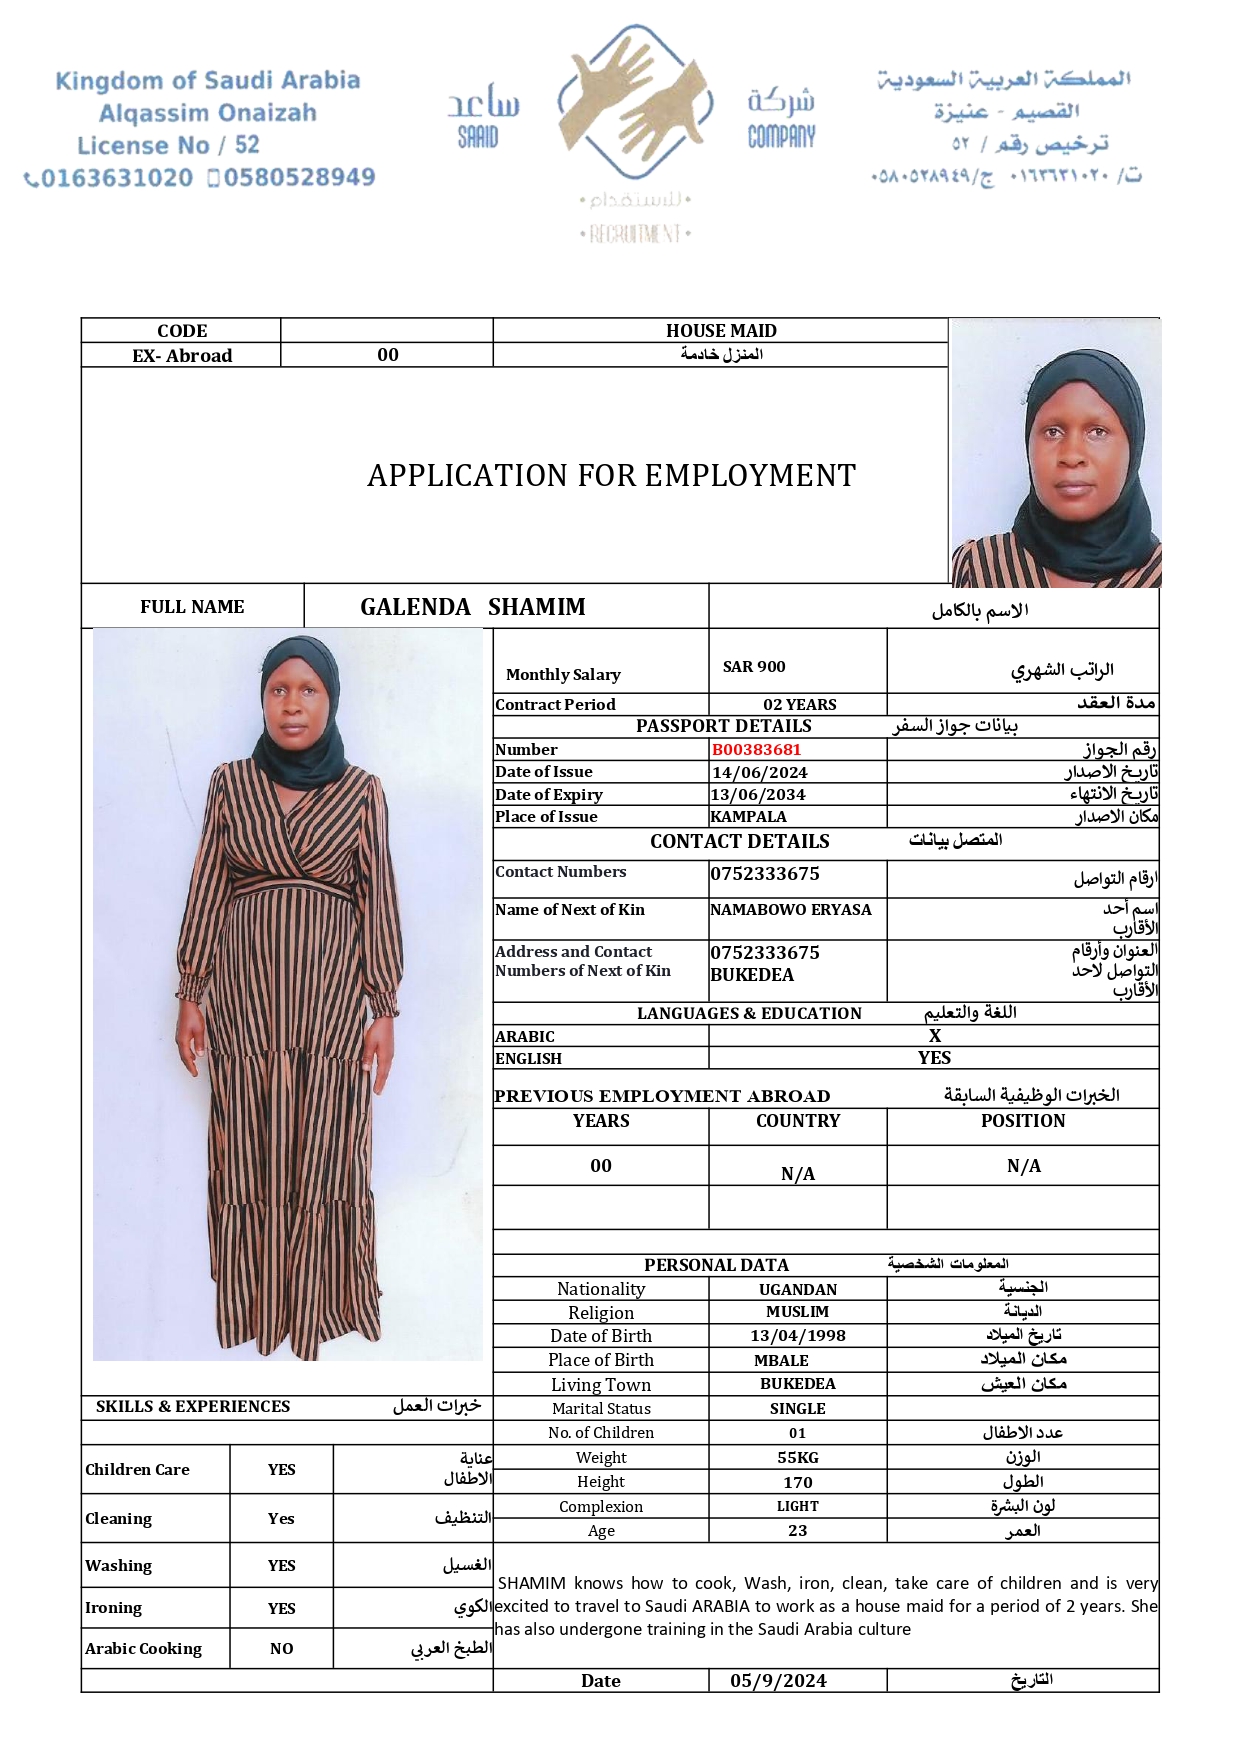 Kingdom of Saudi Arabia
Alqassim Onaizah
License No / 52
0163631020 0580528949
ساعد
SAAID
شركة
COMPANY
•للاستقدام•
•RECRUITMENT•
المملكة العربية السعودية
القصيم - عنيزة
ترخيص رقم / ٥٢
ت/ ٠١٦٣٦٣١٠٢٠ ج/٠٥٨٠٥٢٨٩٤٩
CODE HOUSE MAID
EX- Abroad 00 المنزل خادمة
APPLICATION FOR EMPLOYMENT
FULL NAME GALENDA SHAMIM الاسم بالكامل
Monthly Salary SAR 900 الراتب الشهري
Contract Period 02 YEARS مدة العقد
PASSPORT DETAILS بيانات جواز السفر
Number B00383681 رقم الجواز
Date of Issue 14/06/2024 تاريخ الاصدار
Date of Expiry 13/06/2034 تاريخ الانتهاء
Place of Issue KAMPALA مكان الاصدار
CONTACT DETAILS المتصل بيانات
Contact Numbers 0752333675 ارقام التواصل
Name of Next of Kin NAMABOWO ERYASA اسم أحد
الأقارب
Address and Contact 0752333675 العنوان وأرقام
Numbers of Next of Kin BUKEDEA التواصل لاحد
الأقارب
LANGUAGES & EDUCATION اللغة والتعليم
ARABIC X
ENGLISH YES
PREVIOUS EMPLOYMENT ABROAD الخبرات الوظيفية السابقة
YEARS COUNTRY POSITION
00 N/A N/A
PERSONAL DATA المعلومات الشخصية
Nationality UGANDAN الجنسية
Religion MUSLIM الديانة
Date of Birth 13/04/1998 تاريخ الميلاد
Place of Birth MBALE مكان الميلاد
Living Town BUKEDEA مكان العيش
Marital Status SINGLE
No. of Children 01 عدد الاطفال
Weight 55KG الوزن
Height 170 الطول
Complexion LIGHT لون البشرة
Age 23 العمر
SKILLS & EXPERIENCES خبرات العمل
Children Care YES عناية
الاطفال
Cleaning Yes التنظيف
Washing YES الغسيل
Ironing YES الكوي
Arabic Cooking NO الطبخ العربي
SHAMIM knows how to cook, Wash, iron, clean, take care of children and is very
excited to travel to Saudi ARABIA to work as a house maid for a period of 2 years. She
has also undergone training in the Saudi Arabia culture
Date 05/9/2024 التاريخ